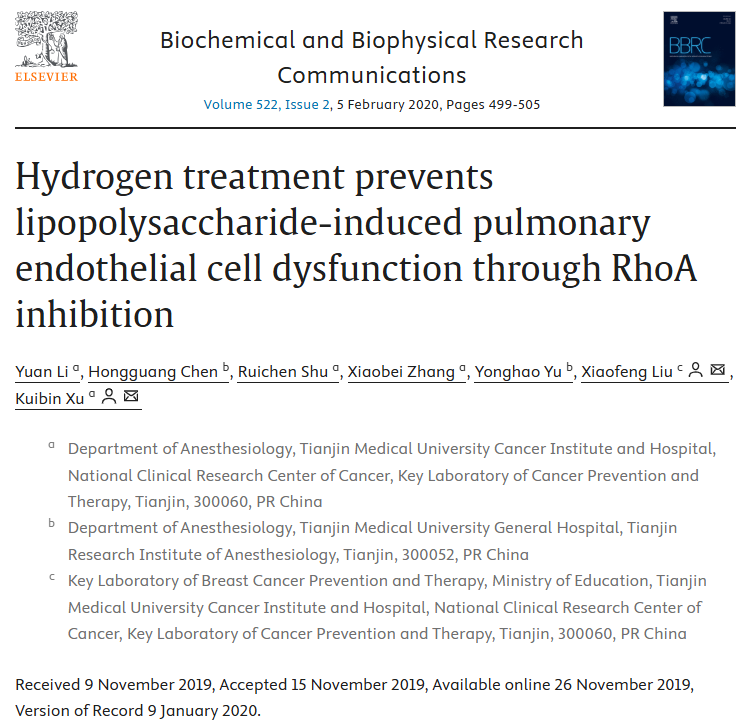 Biochemical and Biophysical Research
Communications
Volume 522, Issue 2, 5 February 2020, Pages 499-505
ELSEVIER
BBRC
Hydrogen treatment prevents
lipopolysaccharide-induced pulmonary
endothelial cell dysfunction through RhoA
inhibition
Yuan Li a, Hongguang Chen b, Ruichen Shu a, Xiaobei Zhang a, Yonghao Yu b, Xiaofeng Liu c,
Kuibin Xu a
a Department of Anesthesiology, Tianjin Medical University Cancer Institute and Hospital,
National Clinical Research Center of Cancer, Key Laboratory of Cancer Prevention and
Therapy, Tianjin, 300060, PR China
b Department of Anesthesiology, Tianjin Medical University General Hospital, Tianjin
Research Institute of Anesthesiology, Tianjin, 300052, PR China
c Key Laboratory of Breast Cancer Prevention and Therapy, Ministry of Education, Tianjin
Medical University Cancer Institute and Hospital, National Clinical Research Center of
Cancer, Key Laboratory of Cancer Prevention and Therapy, Tianjin, 300060, PR China
Received 9 November 2019, Accepted 15 November 2019, Available online 26 November 2019,
Version of Record 9 January 2020.